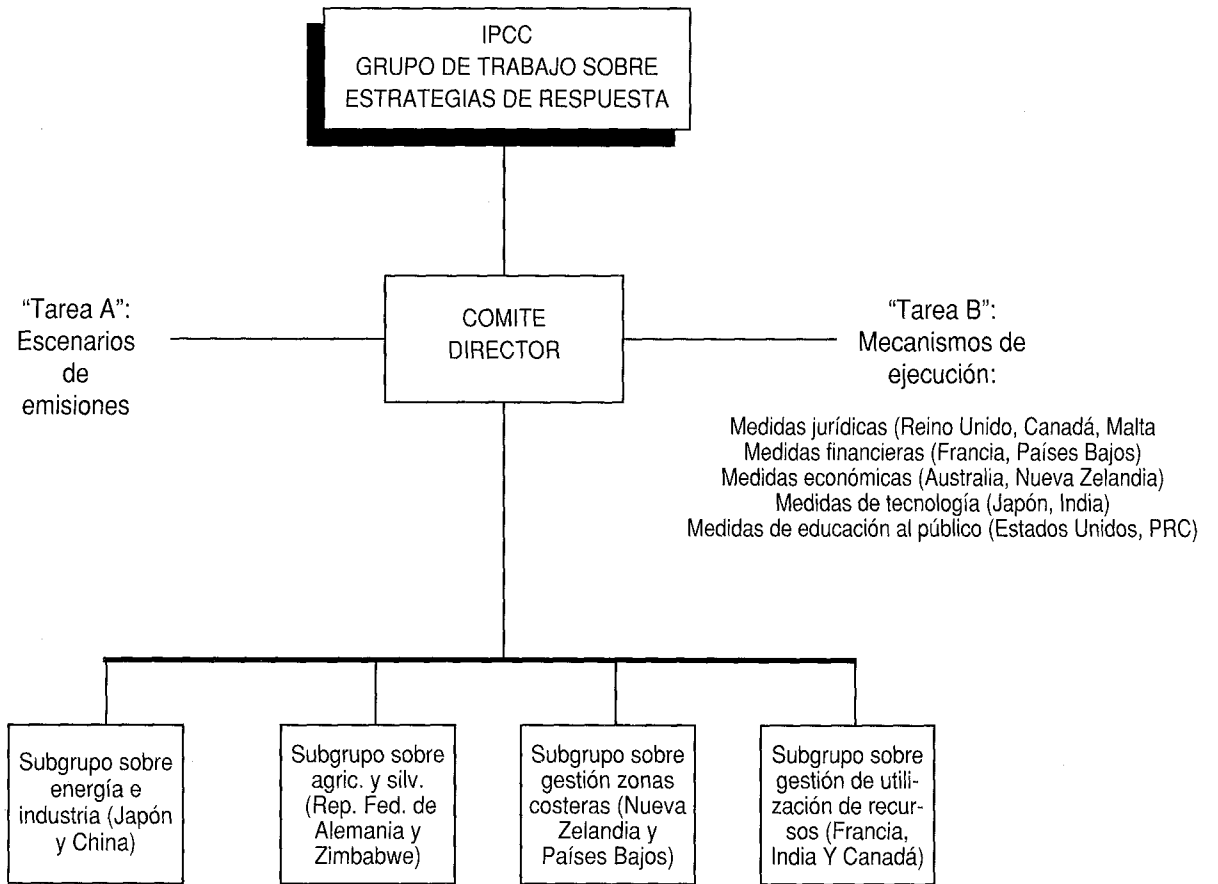 IPCC
GRUPO DE TRABAJO SOBRE
ESTRATEGIAS DE RESPUESTA
“Tarea A”:
Escenarios
de
emisiones
COMITE
DIRECTOR
“Tarea B”:
Mecanismos de
ejecución:
Medidas jurídicas (Reino Unido, Canadá, Malta
Medidas financieras (Francia, Países Bajos)
Medidas económicas (Australia, Nueva Zelandia)
Medidas de tecnología (Japón, India)
Medidas de educación al público (Estados Unidos, PRC)
Subgrupo sobre
energía e
industria (Japón
y China)
Subgrupo sobre
agric. y silv.
(Rep. Fed. de
Alemania y
Zimbabwe)
Subgrupo sobre
gestión zonas
costeras (Nueva
Zelandia y
Países Bajos)
Subgrupo sobre
gestión de utili-
zación de recur-
sos (Francia,
India Y Canadá)